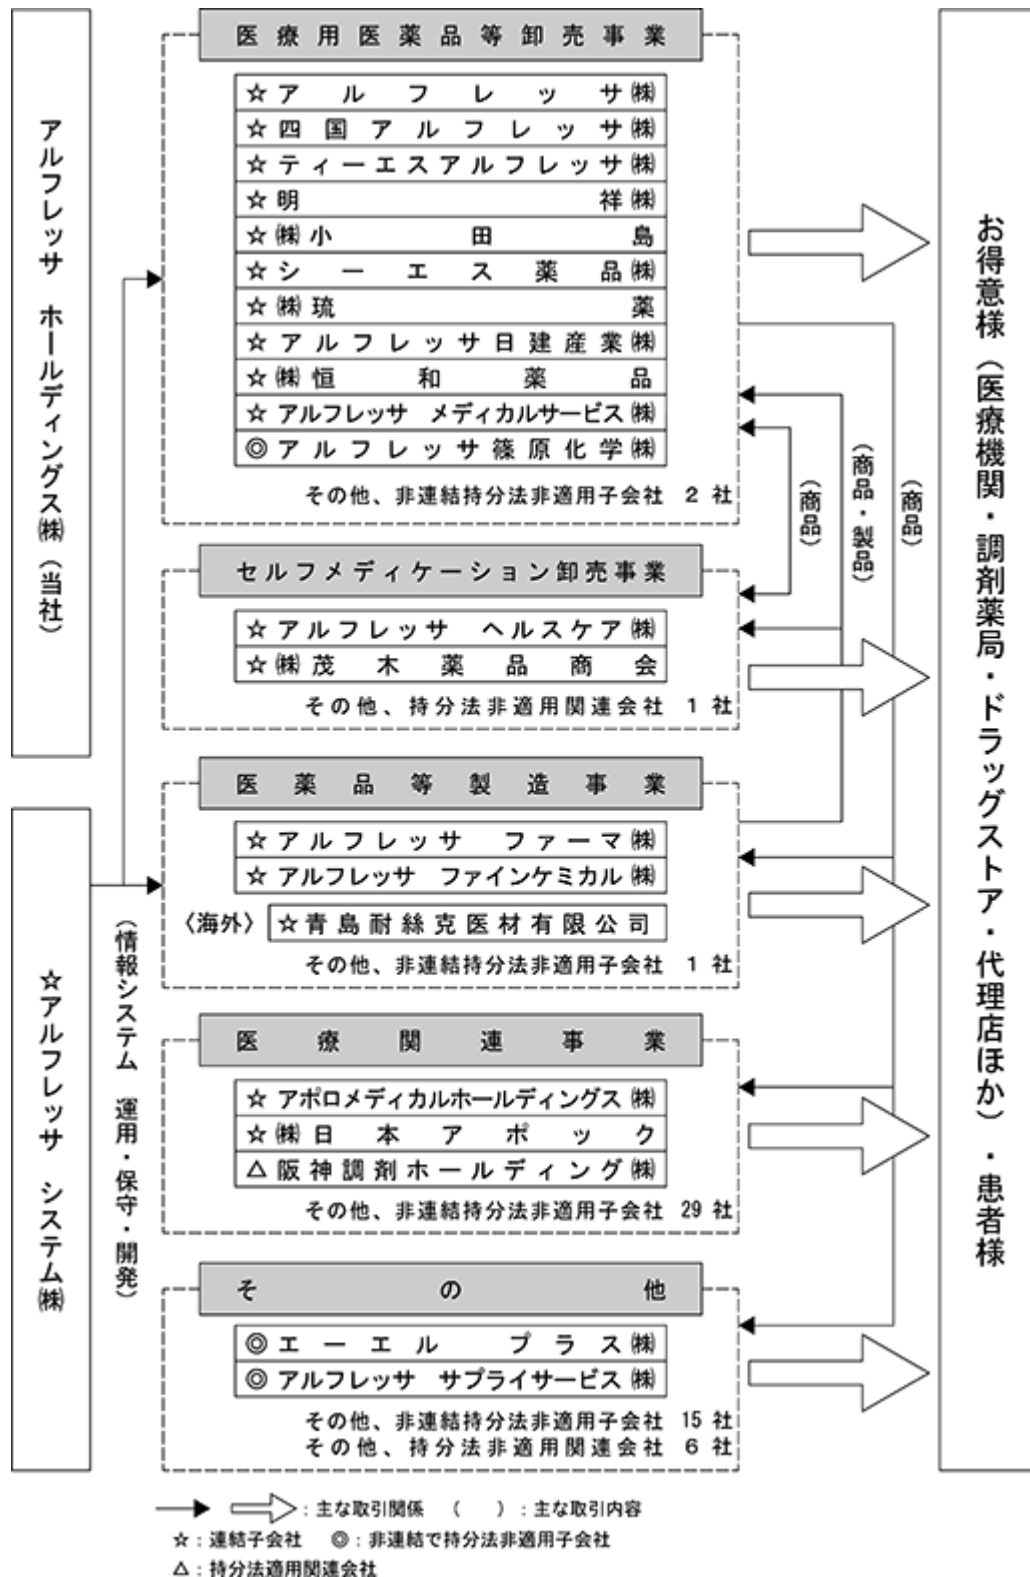 アルフレッサ ホールディングス㈱（当社）
☆アルフレッサ システム㈱
（情報システム 運用・保守・開発）
医療用医薬品等卸売事業
☆アルフレッサ㈱
☆四国アルフレッサ㈱
☆ティーエスアルフレッサ㈱
☆明祥㈱
☆㈱小田島
☆シーエス薬品㈱
☆㈱琉薬
☆アルフレッサ日建産業㈱
☆㈱恒和薬品
☆アルフレッサ メディカルサービス㈱
◎アルフレッサ篠原化学㈱
その他、非連結持分法非適用子会社 2 社
セルフメディケーション卸売事業
☆アルフレッサ ヘルスケア㈱
☆㈱茂木薬品商会
その他、持分法非適用関連会社 1 社
医薬品等製造事業
☆アルフレッサ ファーマ㈱
☆アルフレッサ ファインケミカル㈱
〈海外〉 ☆青島耐絲克医材有限公司
その他、非連結持分法非適用子会社 1 社
医療関連事業
☆アポロメディカルホールディングス㈱
☆㈱日本アポック
△阪神調剤ホールディング㈱
その他、非連結持分法非適用子会社 29 社
その他
◎エーエル プラス㈱
◎アルフレッサ サプライサービス㈱
その他、非連結持分法非適用子会社 15 社
その他、持分法非適用関連会社 6 社
（商品）
（商品・製品）
（商品）
お得意様（医療機関・調剤薬局・ドラッグストア・代理店ほか）・患者様
：主な取引関係 （ ）：主な取引内容
☆：連結子会社 ◎：非連結で持分法非適用子会社
△：持分法適用関連会社